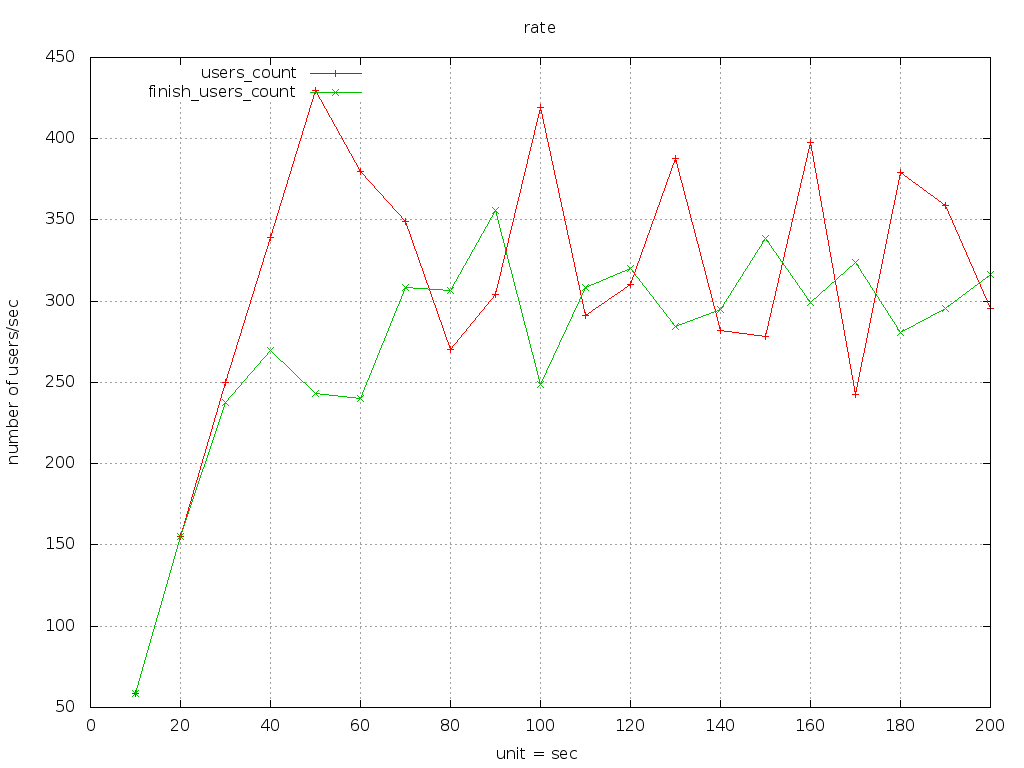 rate
users_count
finish_users_count
450
400
350
300
250
200
150
100
50
number of users/sec
0 20 40 60 80 100 120 140 160 180 200
unit = sec